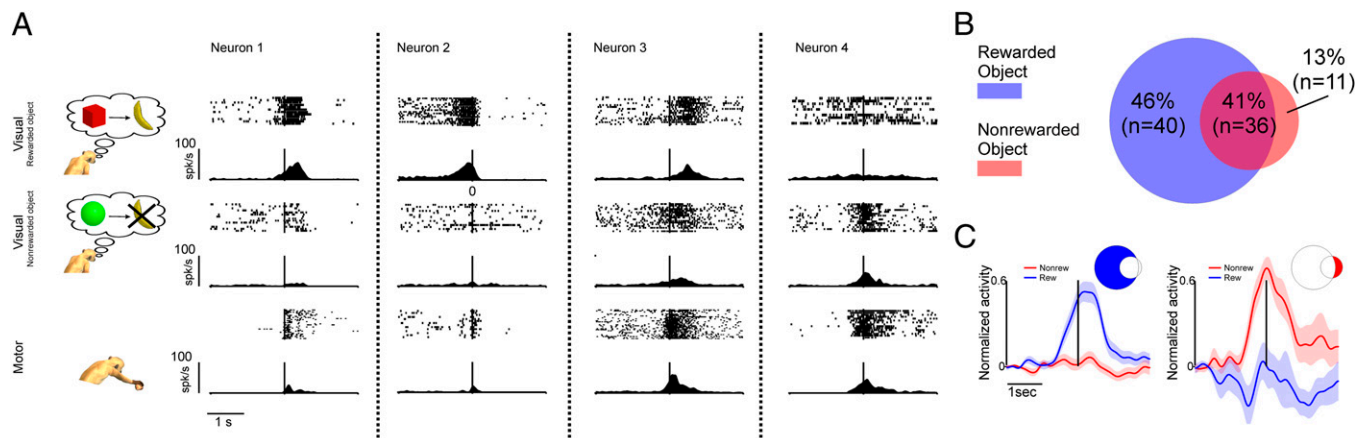 A
Neuron 1
Neuron 2
Neuron 3
Neuron 4
Visual
Rewarded object
100
spk/s
0
Visual
Nonrewarded object
100
spk/s
Motor
100
spk/s
1 s
B
Rewarded
Object
Nonrewarded
Object
46%
(n=40)
41%
(n=36)
13%
(n=11)
C
Normalized activity
0.6
0
Nonrew
Rew
1sec
Normalized activity
0.6
0
Nonrew
Rew